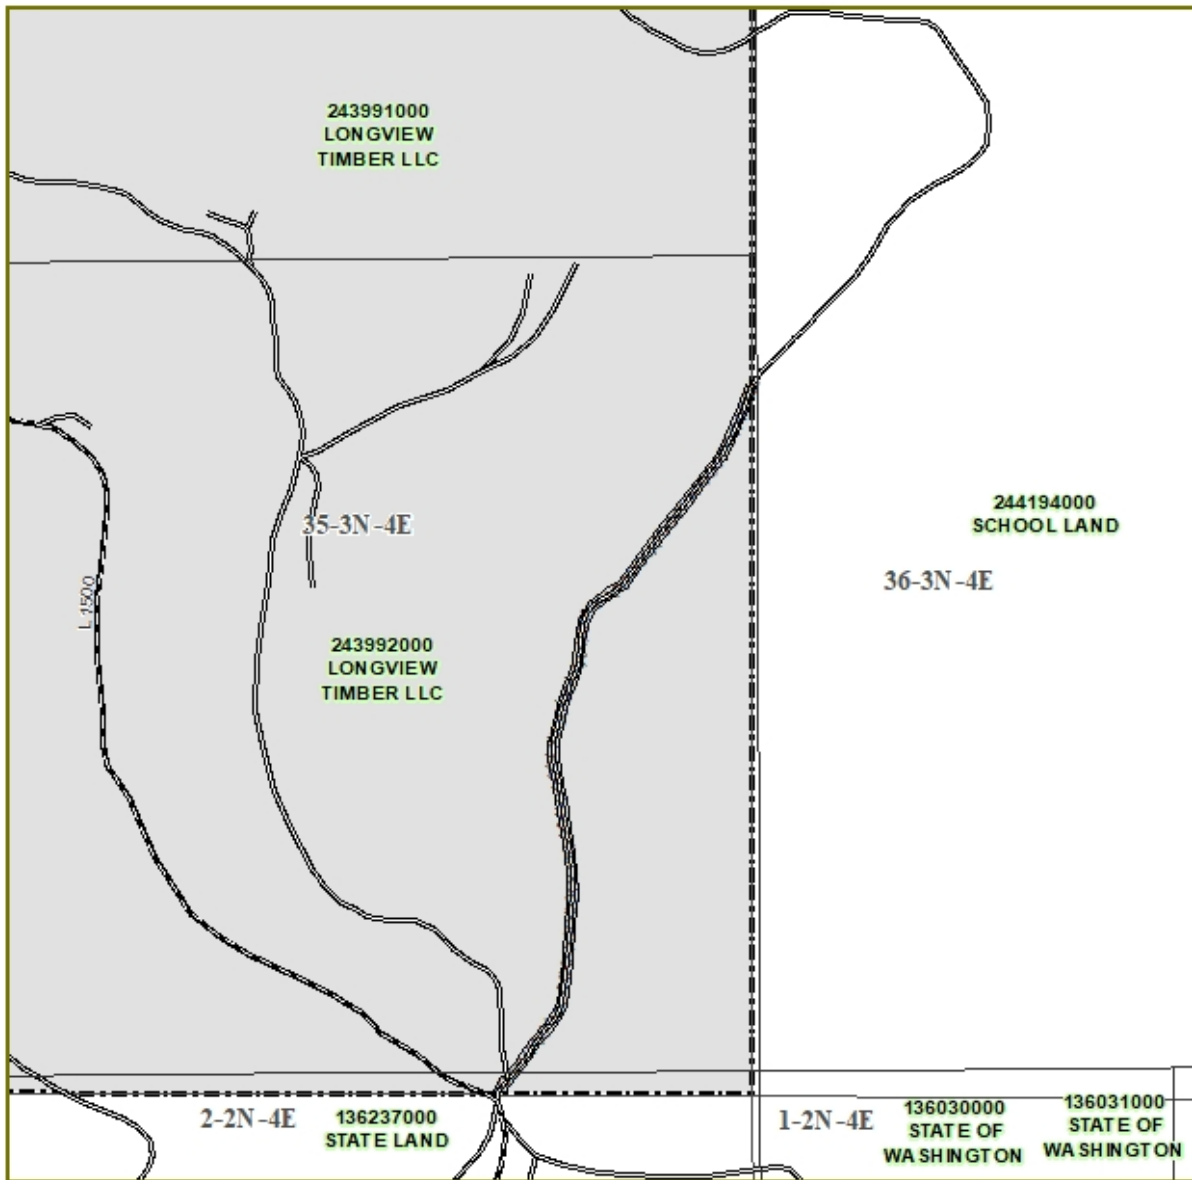 243991000
LONGVIEW
TIMBER LLC
244194000
SCHOOL LAND
35-3N-4E
36-3N-4E
L 1500
243992000
LONGVIEW
TIMBER LLC
2-2N-4E
136237000
STATE LAND
1-2N-4E
136030000
STATE OF
WASHINGTON
136031000
STATE OF
WASHINGTON